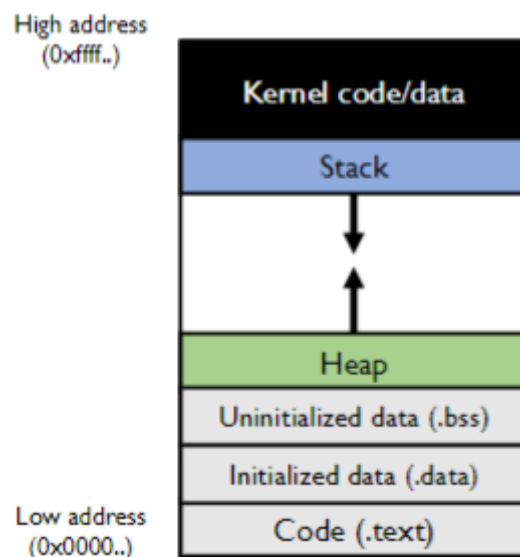 High address
(0xffff..)
Kernel code/data
Stack
Heap
Uninitialized data (.bss)
Initialized data (.data)
Low address
(0x0000..)
Code (.text)